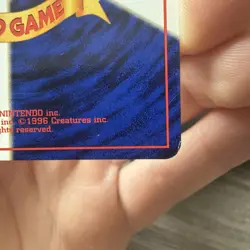 D GAME
NINTENDO inc.
inc. ©1996 Creatures inc.
ghts reserved.